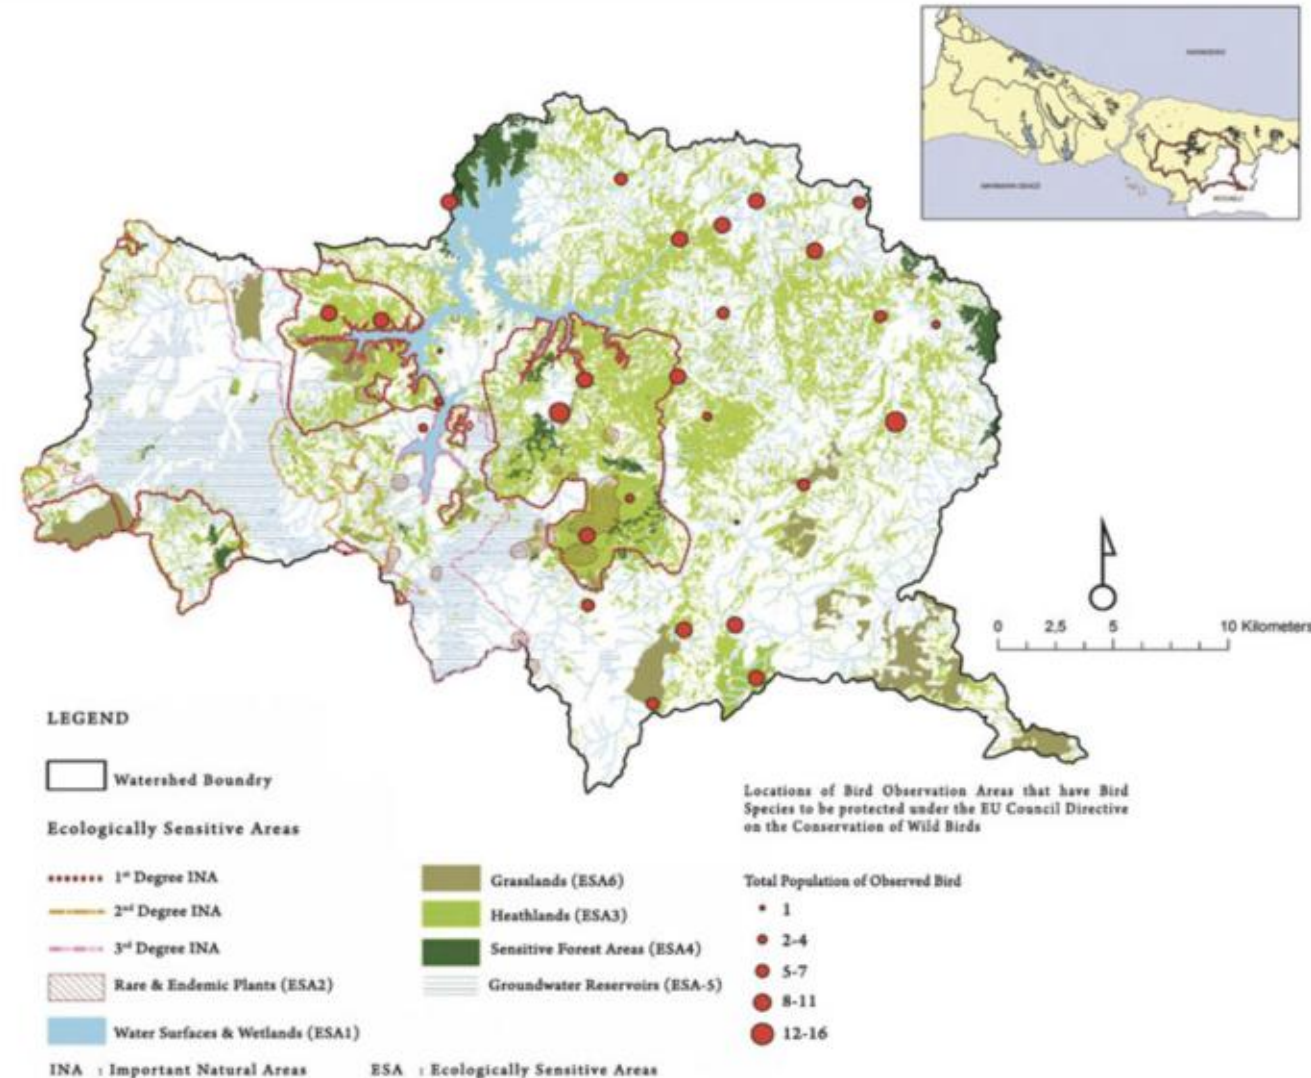 0 2,5 5 10 Kilometers
LEGEND
Watershed Boundry
Ecologically Sensitive Areas
1st Degree INA
2nd Degree INA
3rd Degree INA
Rare & Endemic Plants (ESA2)
Water Surfaces & Wetlands (ESA1)
Grasslands (ESA6)
Heathlands (ESA3)
Sensitive Forest Areas (ESA4)
Groundwater Reservoirs (ESA-5)
INA : Important Natural Areas
ESA : Ecologically Sensitive Areas
Locations of Bird Observation Areas that have Bird
Species to be protected under the EU Council Directive
on the Conservation of Wild Birds
Total Population of Observed Bird
1
2-4
5-7
8-11
12-16